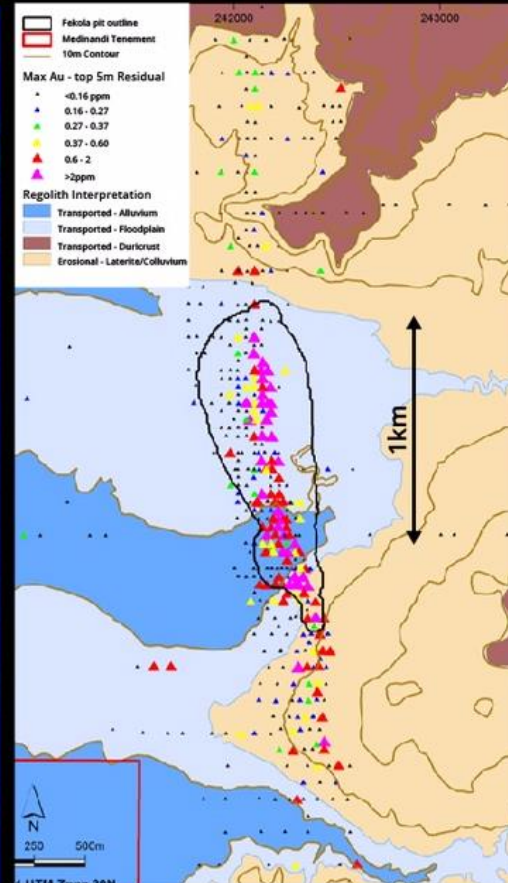 242000
243000
Fekola pit outline
Medinandi Tenement
10m Contour
Max Au - top 5m Residual
<0.16 ppm
0.16 - 0.27
0.27 - 0.37
0.37 - 0.60
0.6 - 2
>2ppm
Regolith Interpretation
Transported - Alluvium
Transported - Floodplain
Transported - Duricrust
Erosional - Laterite/Colluvium
1km
N
250
500m